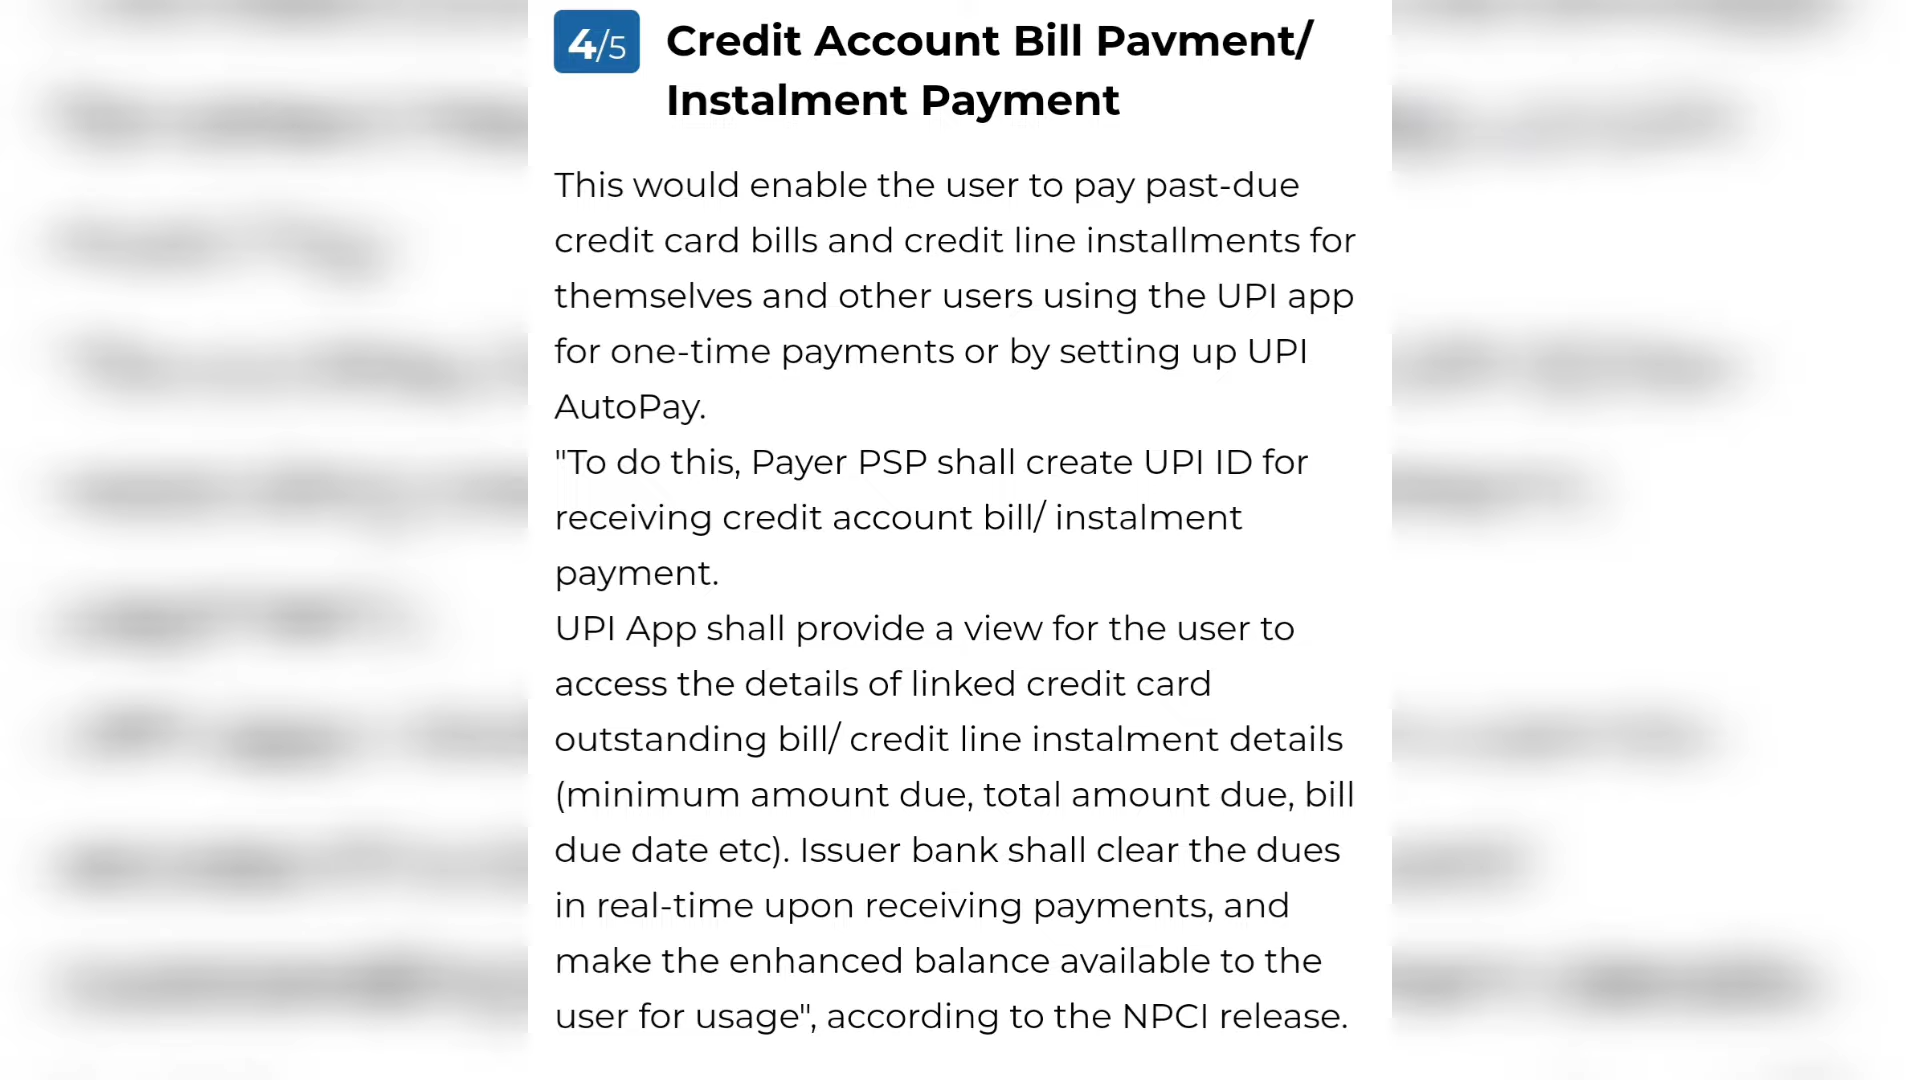 4/5 Credit Account Bill Pavment/
Instalment Payment
This would enable the user to pay past-due
credit card bills and credit line installments for
themselves and other users using the UPI app
for one-time payments or by setting up UPI
AutoPay.
"To do this, Payer PSP shall create UPI ID for
receiving credit account bill/ instalment
payment.
UPI App shall provide a view for the user to
access the details of linked credit card
outstanding bill/ credit line instalment details
(minimum amount due, total amount due, bill
due date etc). Issuer bank shall clear the dues
in real-time upon receiving payments, and
make the enhanced balance available to the
user for usage", according to the NPCI release.